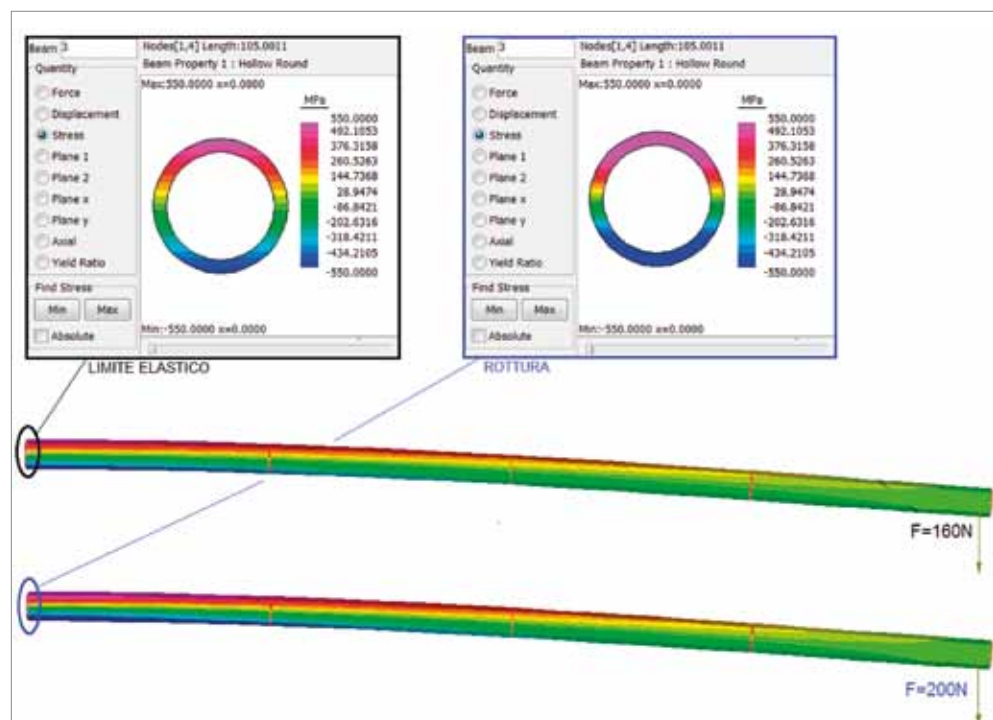 Beam 3
Nodes[1,4] Length:105.0011
Beam Property 1 : Hollow Round
Quantity
Force
Displacement
Stress
Plane 1
Plane 2
Plane x
Plane y
Axial
Yield Ratio
Find Stress
Min Max
Absolute
Max:550.0000 x=0.0000
MPa
550.0000
492.1053
376.3158
260.5263
144.7368
28.9474
-86.8421
-202.6316
-318.4211
-434.2105
-550.0000
Min:-550.0000 x=0.0000
LIMITE ELASTICO
Beam 3
Nodes[1,4] Length:105.0011
Beam Property 1 : Hollow Round
Quantity
Force
Displacement
Stress
Plane 1
Plane 2
Plane x
Plane y
Axial
Yield Ratio
Find Stress
Min Max
Absolute
Max:550.0000 x=0.0000
MPa
550.0000
492.1053
376.3158
260.5263
144.7368
28.9474
-86.8421
-202.6316
-318.4211
-434.2105
-550.0000
Min:-550.0000 x=0.0000
ROTTURA
F=160N
F=200N